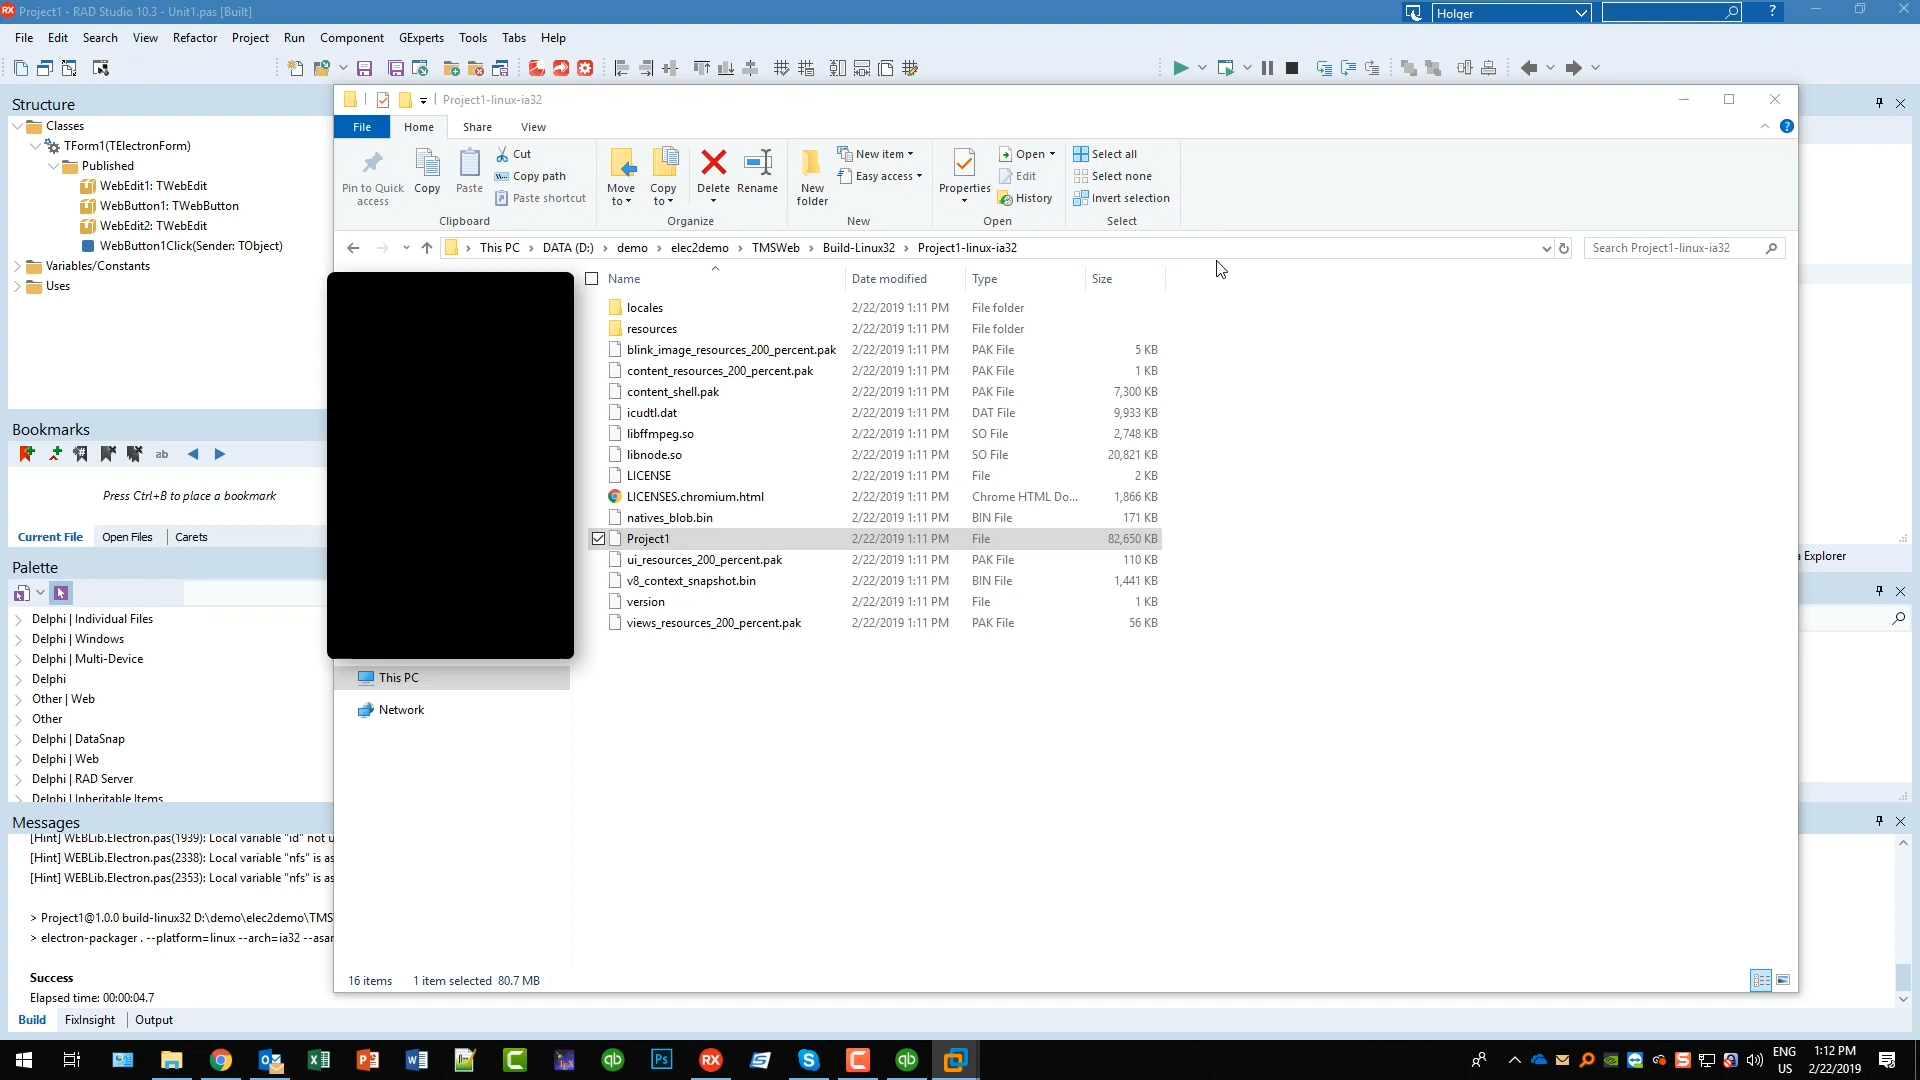 Project1 - RAD Studio 10.3 - Unit1.pas [Built]
Holger
?
File Edit Search View Refactor Project Run Component GExperts Tools Tabs Help
Structure
Classes
TForm1(TElectronForm)
Published
WebEdit1: TWebEdit
WebButton1: TWebButton
WebEdit2: TWebEdit
WebButton1Click(Sender: TObject)
Variables/Constants
Uses
Bookmarks
Press Ctrl+B to place a bookmark
Current File Open Files Carets
Palette
Delphi | Individual Files
Delphi | Windows
Delphi | Multi-Device
Delphi
Other | Web
Other
Delphi | DataSnap
Delphi | Web
Delphi | RAD Server
Delphi | Inheritable Items
Messages
[Hint] WEBLib.Electron.pas(1939): Local variable "id" not u
[Hint] WEBLib.Electron.pas(2338): Local variable "nfs" is as
[Hint] WEBLib.Electron.pas(2353): Local variable "nfs" is as
> Project1@1.0.0 build-linux32 D:\demo\elec2demo\TMS
> electron-packager . --platform=linux --arch=ia32 --asar
Success
Elapsed time: 00:00:04.7
Build FixInsight Output
Project1-linux-ia32
File Home Share View
Pin to Quick access
Copy
Paste
Cut
Copy path
Paste shortcut
Clipboard
Move to
Copy to
Delete
Rename
Organize
New folder
New item
Easy access
New
Properties
Open
Edit
History
Open
Select all
Select none
Invert selection
Select
This PC > DATA (D:) > demo > elec2demo > TMSWeb > Build-Linux32 > Project1-linux-ia32
Search Project1-linux-ia32
Name Date modified Type Size
locales 2/22/2019 1:11 PM File folder
resources 2/22/2019 1:11 PM File folder
blink_image_resources_200_percent.pak 2/22/2019 1:11 PM PAK File 5 KB
content_resources_200_percent.pak 2/22/2019 1:11 PM PAK File 1 KB
content_shell.pak 2/22/2019 1:11 PM PAK File 7,300 KB
icudtl.dat 2/22/2019 1:11 PM DAT File 9,933 KB
libffmpeg.so 2/22/2019 1:11 PM SO File 2,748 KB
libnode.so 2/22/2019 1:11 PM SO File 20,821 KB
LICENSE 2/22/2019 1:11 PM File 2 KB
LICENSES.chromium.html 2/22/2019 1:11 PM Chrome HTML Do... 1,866 KB
natives_blob.bin 2/22/2019 1:11 PM BIN File 171 KB
Project1 2/22/2019 1:11 PM File 82,650 KB
ui_resources_200_percent.pak 2/22/2019 1:11 PM PAK File 110 KB
v8_context_snapshot.bin 2/22/2019 1:11 PM BIN File 1,441 KB
version 2/22/2019 1:11 PM File 1 KB
views_resources_200_percent.pak 2/22/2019 1:11 PM PAK File 56 KB
This PC
Network
16 items 1 item selected 80.7 MB
a Explorer
ENG
US
1:12 PM
2/22/2019